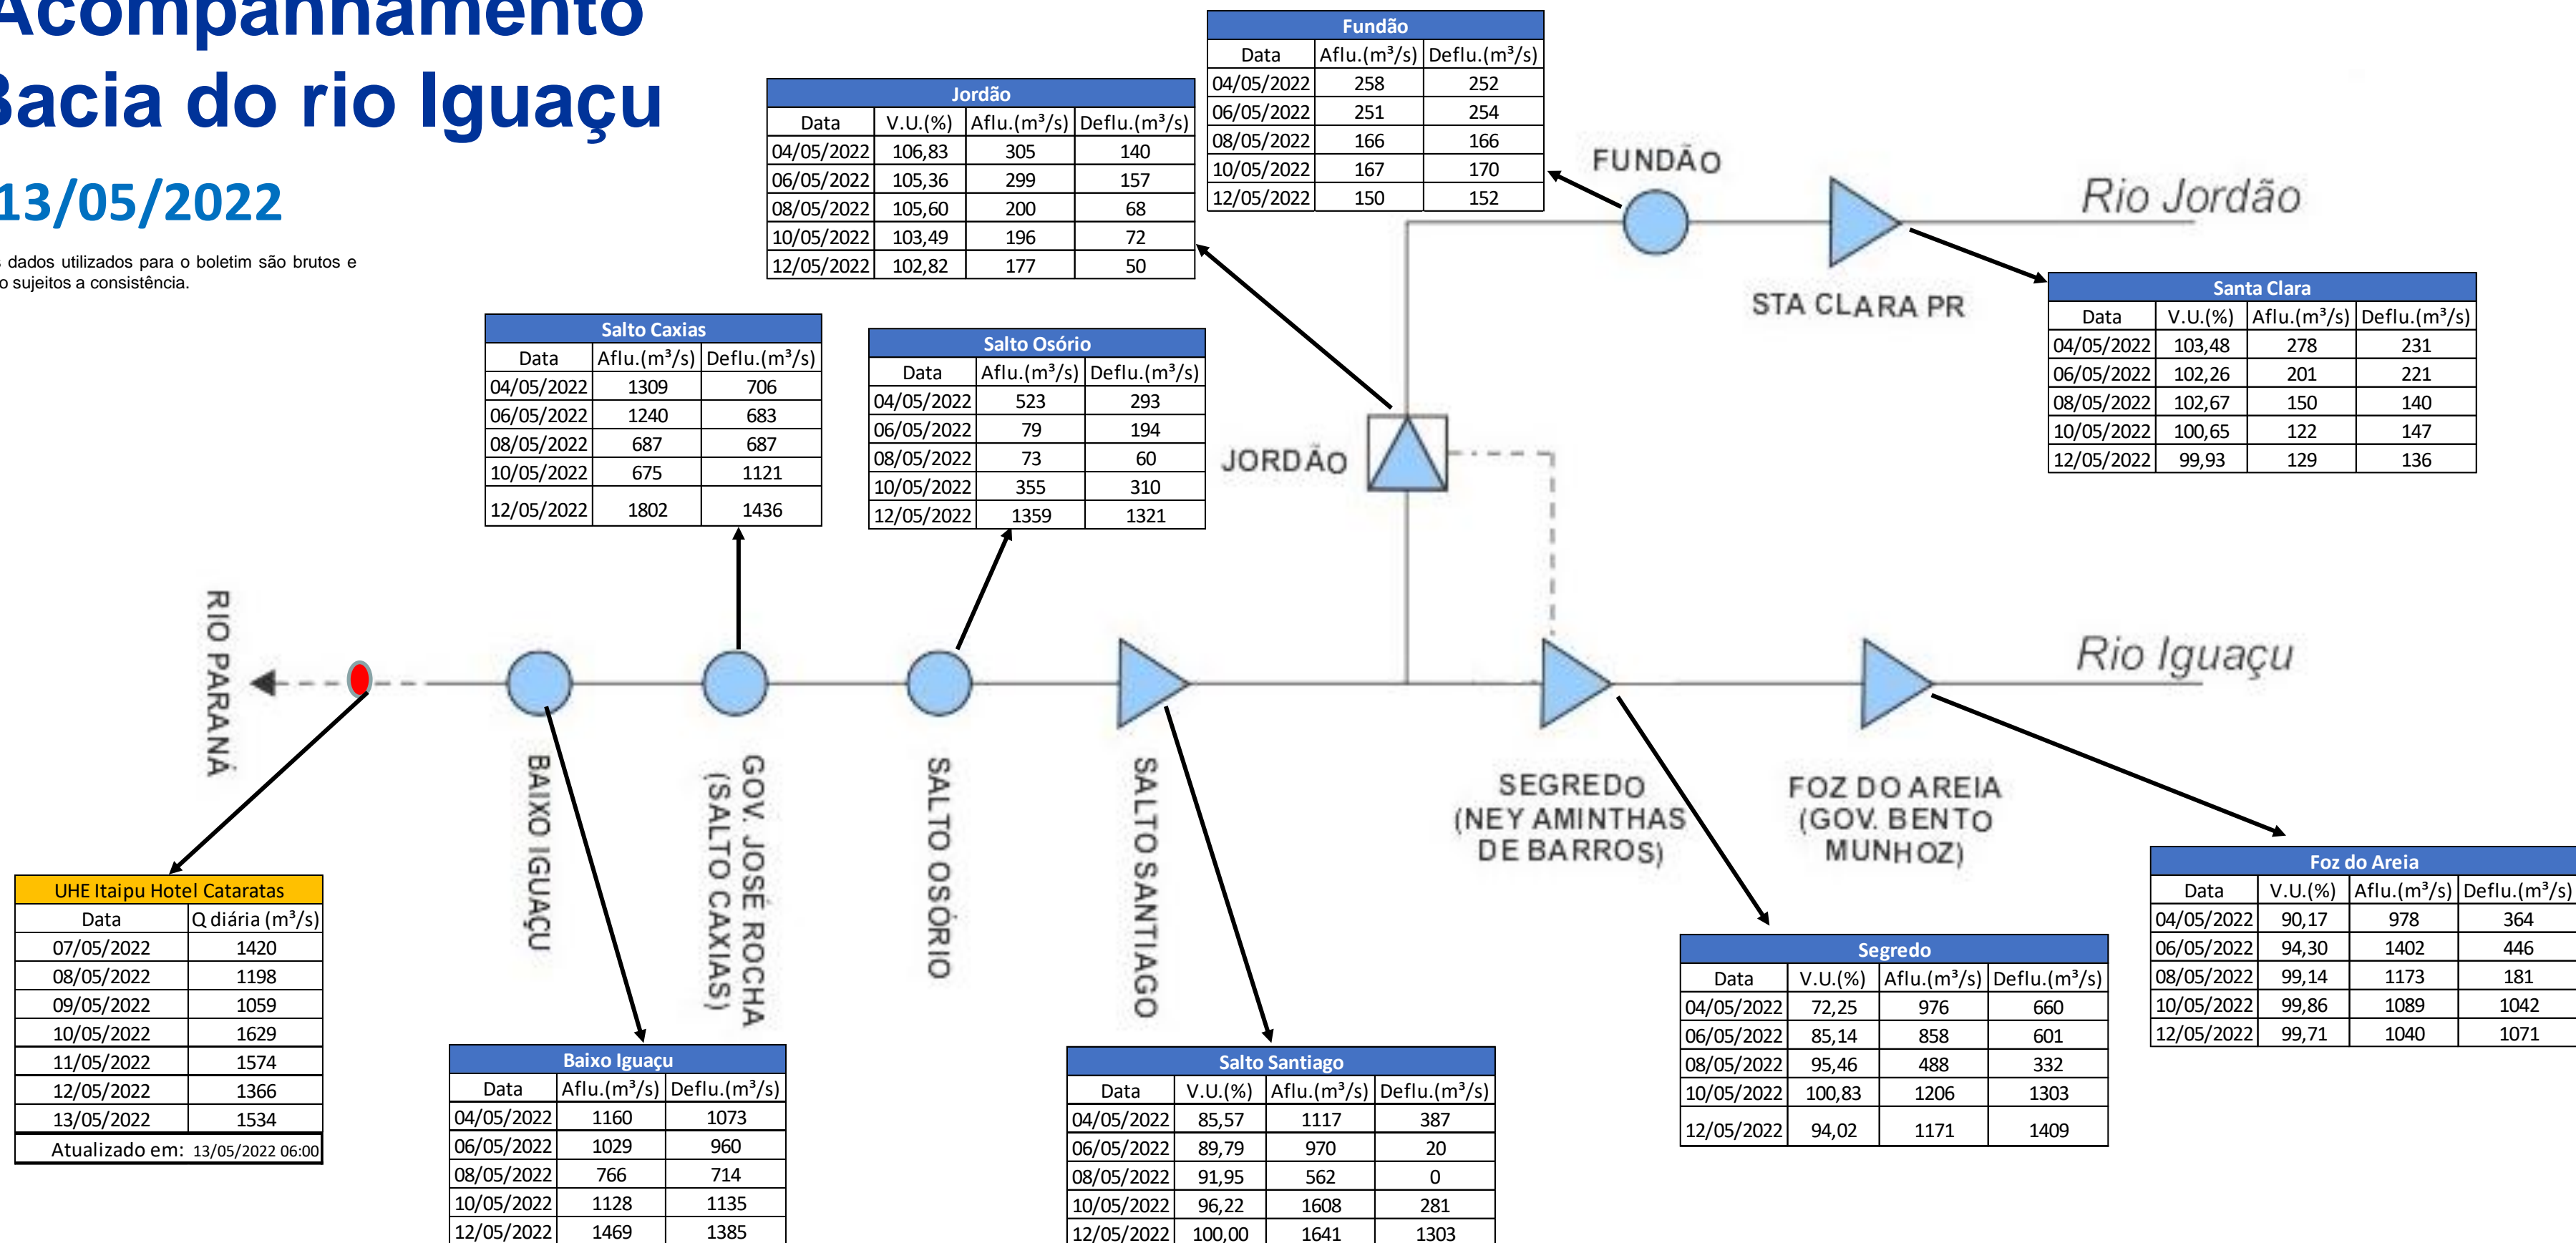 Acompanhamento
Bacia do rio Iguaçu
13/05/2022
dados utilizados para o boletim são brutos e
sujeitos a consistência.
Fundão
Data Aflu.(m³/s) Deflu.(m³/s)
04/05/2022 258 252
06/05/2022 251 254
08/05/2022 166 166
10/05/2022 167 170
12/05/2022 150 152
Jordão
Data V.U.(%) Aflu.(m³/s) Deflu.(m³/s)
04/05/2022 106,83 305 140
06/05/2022 105,36 299 157
08/05/2022 105,60 200 68
10/05/2022 103,49 196 72
12/05/2022 102,82 177 50
FUNDÃO
Rio Jordão
STA CLARA PR
Santa Clara
Data V.U.(%) Aflu.(m³/s) Deflu.(m³/s)
04/05/2022 103,48 278 231
06/05/2022 102,26 201 221
08/05/2022 102,67 150 140
10/05/2022 100,65 122 147
12/05/2022 99,93 129 136
Salto Caxias
Data Aflu.(m³/s) Deflu.(m³/s)
04/05/2022 1309 706
06/05/2022 1240 683
08/05/2022 687 687
10/05/2022 675 1121
12/05/2022 1802 1436
Salto Osório
Data Aflu.(m³/s) Deflu.(m³/s)
04/05/2022 523 293
06/05/2022 79 194
08/05/2022 73 60
10/05/2022 355 310
12/05/2022 1359 1321
JORDÃO
RIO PARANÁ
Rio Iguaçu
BAIXO IGUAÇU
GOV. JOSÉ ROCHA
(SALTO CAXIAS)
SALTO OSÓRIO
SALTO SANTIAGO
SEGREDO
(NEY AMINTHAS
DE BARROS)
FOZ DO AREIA
(GOV. BENTO
MUNHOZ)
UHE Itaipu Hotel Cataratas
Data Q diária (m³/s)
07/05/2022 1420
08/05/2022 1198
09/05/2022 1059
10/05/2022 1629
11/05/2022 1574
12/05/2022 1366
13/05/2022 1534
Atualizado em: 13/05/2022 06:00
Baixo Iguaçu
Data Aflu.(m³/s) Deflu.(m³/s)
04/05/2022 1160 1073
06/05/2022 1029 960
08/05/2022 766 714
10/05/2022 1128 1135
12/05/2022 1469 1385
Salto Santiago
Data V.U.(%) Aflu.(m³/s) Deflu.(m³/s)
04/05/2022 85,57 1117 387
06/05/2022 89,79 970 20
08/05/2022 91,95 562 0
10/05/2022 96,22 1608 281
12/05/2022 100,00 1641 1303
Segredo
Data V.U.(%) Aflu.(m³/s) Deflu.(m³/s)
04/05/2022 72,25 976 660
06/05/2022 85,14 858 601
08/05/2022 95,46 488 332
10/05/2022 100,83 1206 1303
12/05/2022 94,02 1171 1409
Foz do Areia
Data V.U.(%) Aflu.(m³/s) Deflu.(m³/s)
04/05/2022 90,17 978 364
06/05/2022 94,30 1402 446
08/05/2022 99,14 1173 181
10/05/2022 99,86 1089 1042
12/05/2022 99,71 1040 1071